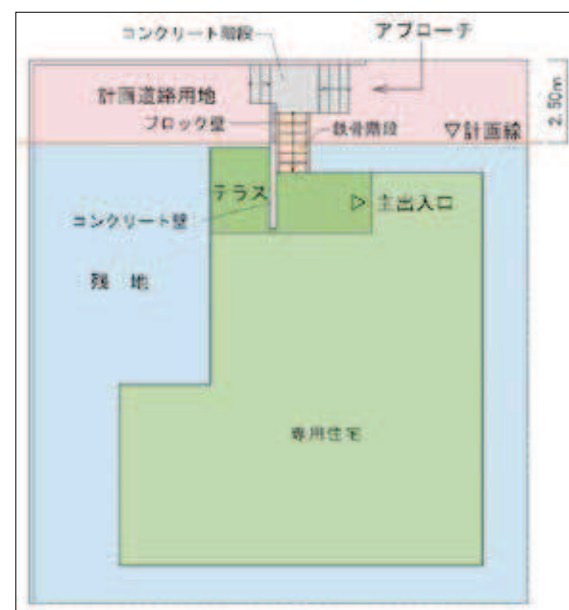 コンクリート階段
アプローチ
計画道路用地
ブロック壁
鉄骨階段
▽計画線
2.50m
テラス
▷ 主出入口
コンクリート壁
残 地
専用住宅